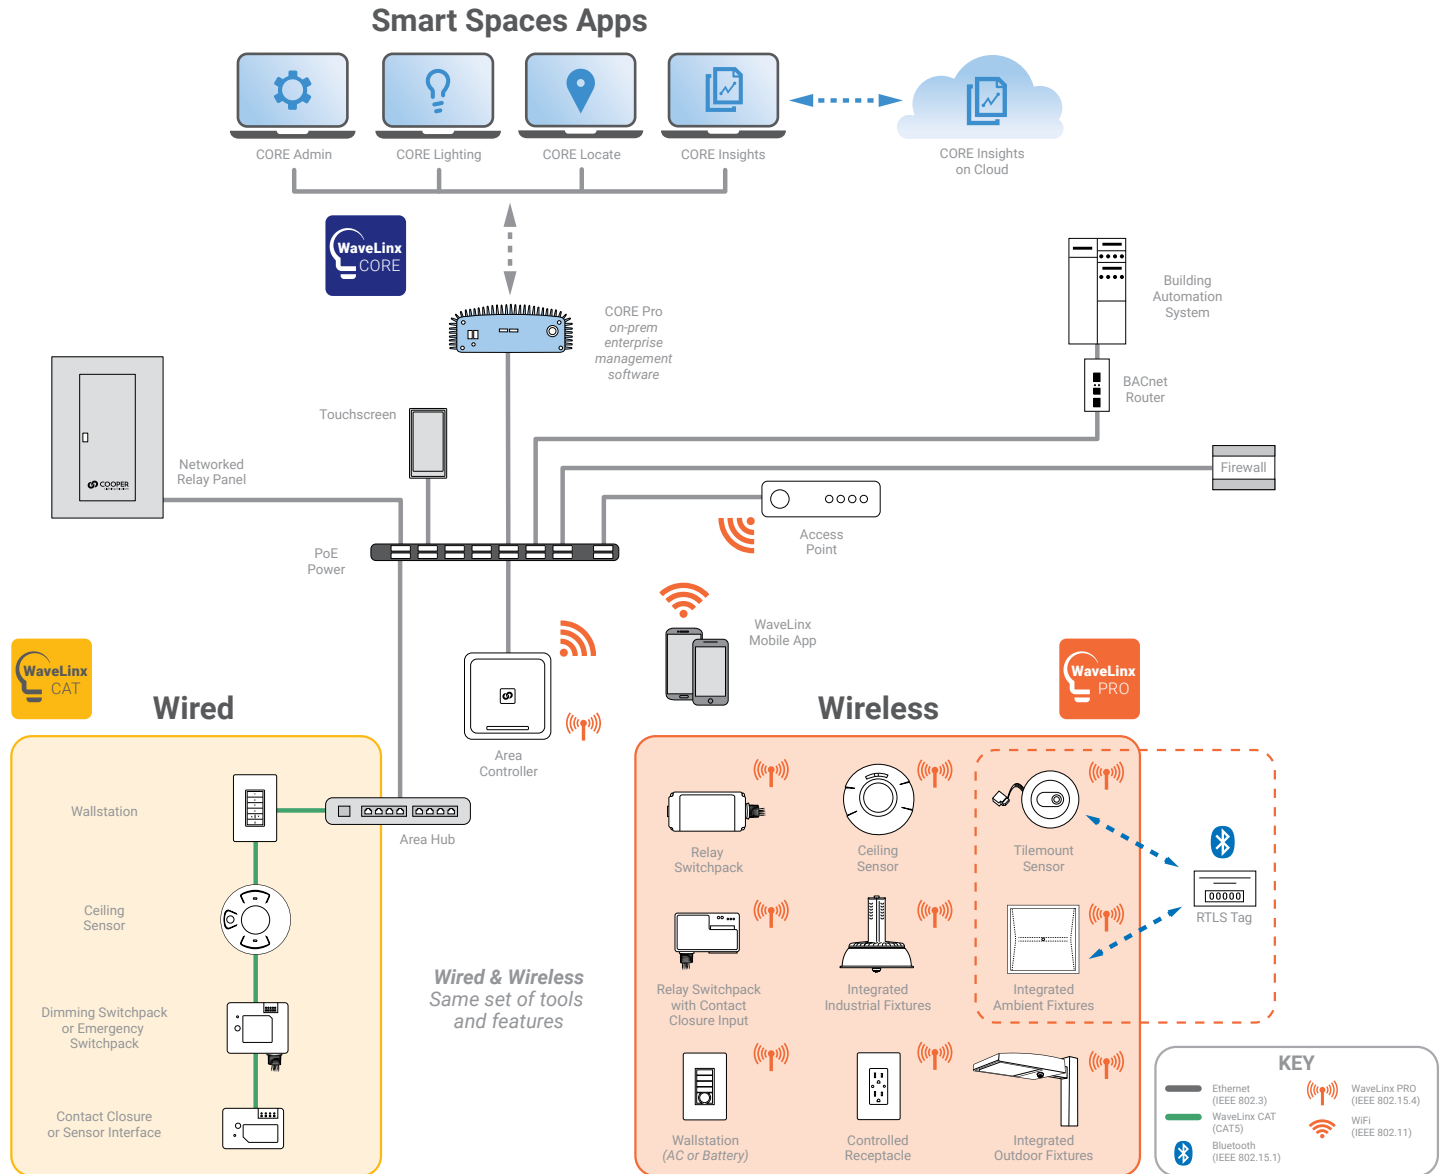 Smart Spaces Apps
CORE Admin
CORE Lighting
CORE Locate
CORE Insights
CORE Insights
on Cloud
WaveLinx
CORE
CORE Pro
on-prem
enterprise
management
software
Building
Automation
System
BACnet
Router
Touchscreen
Networked
Relay Panel
COOPER
Firewall
Access
Point
PoE
Power
WaveLinx
Mobile App
WaveLinx
CAT
Wired
Area
Controller
Wireless
WaveLinx
PRO
Wallstation
Area Hub
Ceiling
Sensor
Dimming Switchpack
or Emergency
Switchpack
Contact Closure
or Sensor Interface
Wired & Wireless
Same set of tools
and features
Relay
Switchpack
Ceiling
Sensor
Tilemount
Sensor
00000
RTLS Tag
Relay Switchpack
with Contact
Closure Input
Integrated
Industrial Fixtures
Integrated
Ambient Fixtures
Wallstation
(AC or Battery)
Controlled
Receptacle
Integrated
Outdoor Fixtures
KEY
Ethernet
(IEEE 802.3)
WaveLinx CAT
(CAT5)
Bluetooth
(IEEE 802.15.1)
WaveLinx PRO
(IEEE 802.15.4)
WiFi
(IEEE 802.11)